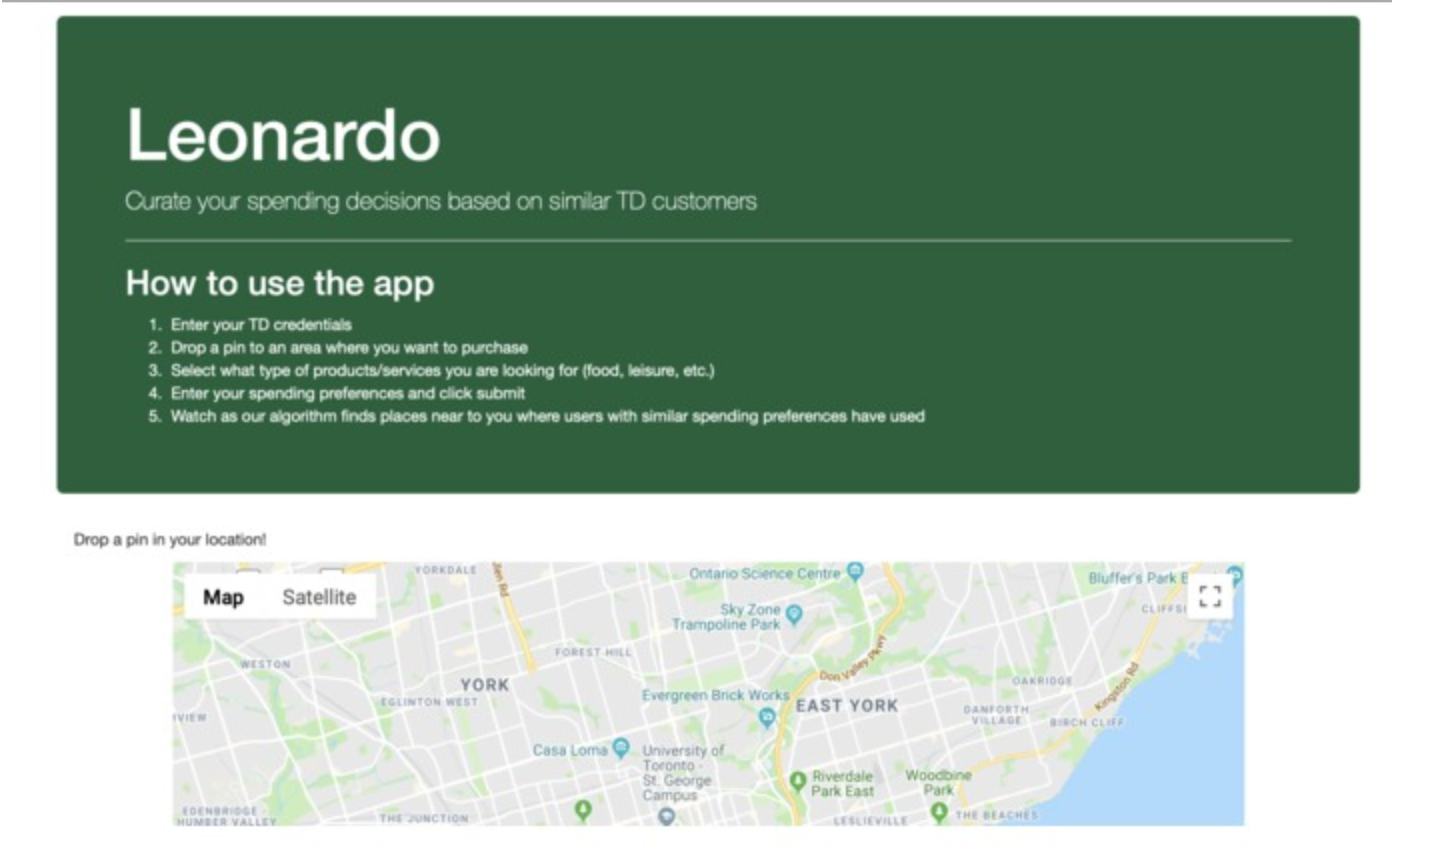 Leonardo
Curate your spending decisions based on similar TD customers
How to use the app
1. Enter your TD credentials
2. Drop a pin to an area where you want to purchase
3. Select what type of products/services you are looking for (food, leisure, etc.)
4. Enter your spending preferences and click submit
5. Watch as our algorithm finds places near to you where users with similar spending preferences have used
Drop a pin in your location!
Map
Satellite
YORKDALE
Ontario Science Centre
Bluffer's Park
Sky Zone
Trampoline Park
WESTON
FOREST HILL
YORK
EGLINTON WEST
Don Valley Pkwy
Evergreen Brick Works
EAST YORK
OAKRIDGE
Kingston Rd
DANFORTH
VILLAGE
BIRCH CLIFF
Casa Loma
University of
Toronto -
St. George
Campus
Riverdale
Park East
Woodbine
Park
EDENBRIDGE -
HUMBER VALLEY
THE JUNCTION
LESLIEVILLE
THE BEACHES